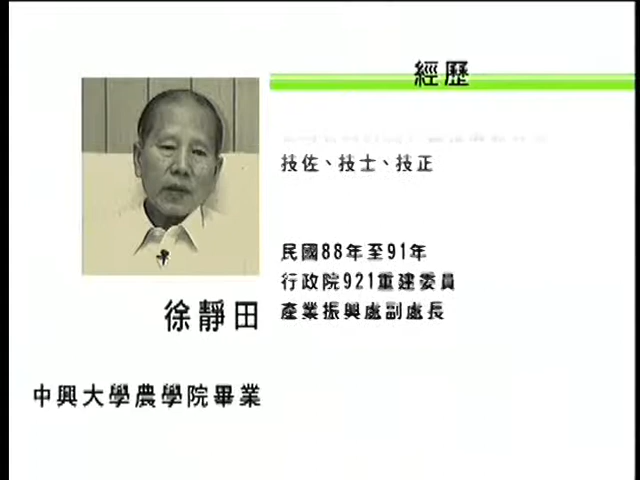 經歷
技佐、技士、技正
民國88年至91年
行政院921重建委員
產業振興處副處長
徐靜田
中興大學農學院畢業